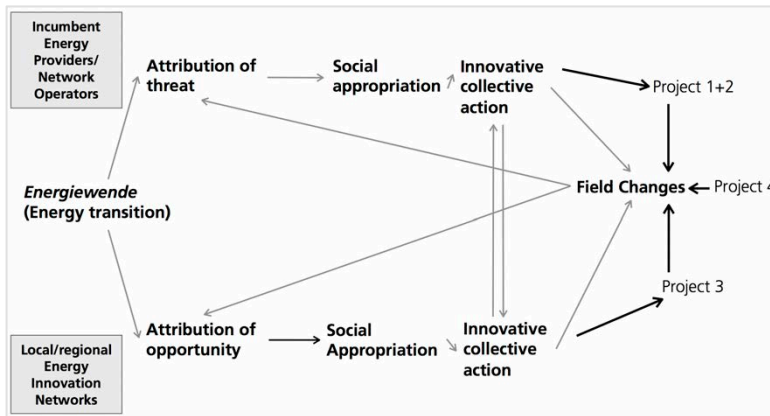 Incumbent
Energy
Providers/
Network
Operators
Attribution of
threat
Social
appropriation
Innovative
collective
action
Project 1+2
Energiewende
(Energy transition)
Field Changes
Project 4
Project 3
Local/regional
Energy
Innovation
Networks
Attribution of
opportunity
Social
Appropriation
Innovative
collective
action